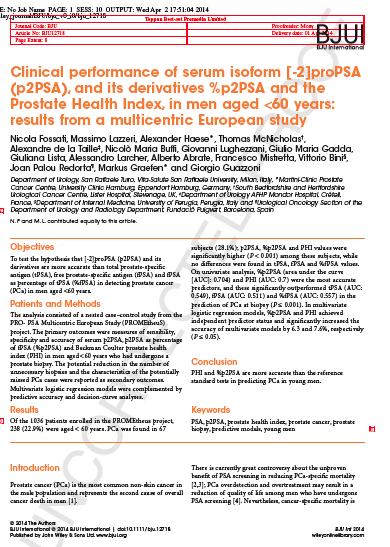 E: No Job Name PAGE: 1 SESS: 10 OUTPUT: Wed Apr 2 17:51:04 2014
Toppan Best-set Premedia Limited
Journal Code: BJU
Proofreader: Mony
Article No: BJU12718
Delivery date: 01 Apr 2014
Page Extent: 8
BJUI
BJU International
Clinical performance of serum isoform [-2]proPSA
(p2PSA), and its derivatives %p2PSA and the
Prostate Health Index, in men aged <60 years:
results from a multicentric European study
Nicola Fossati, Massimo Lazzeri, Alexander Haese*, Thomas McNicholas†,
Alexandre de la Taille‡, Nicolò Maria Buffi, Giovanni Lughezzani, Giulio Maria Gadda,
Giuliana Lista, Alessandro Larcher, Alberto Abrate, Francesco Mistretta, Vittorio Bini§,
Joan Palou Redorta¶, Markus Graefen* and Giorgio Guazzoni
Department of Urology, San Raffaele Turro, Vita-Salute San Raffaele University, Milan, Italy, *Martini-Clinic Prostate
Cancer Centre, University Clinic Hamburg, Eppendorf Hamburg, Germany, †South Bedfordshire and Hertfordshire
Urological Cancer Centre, Lister Hospital, Stevenage, UK, ‡Department of Urology APHP Mondor Hospital, Créteil,
France, §Department of Internal Medicine, University of Perugia, Perugia, Italy and ¶Urological Oncology Section of the
Department of Urology and Radiology Department, Fundació Puigvert, Barcelona, Spain
N. F and M. L contributed equally to this article.
Objectives
To test the hypothesis that [-2]proPSA (p2PSA) and its
derivatives are more accurate than total prostate-specific
antigen (tPSA), free prostate-specific antigen (fPSA) and fPSA
as percentage of tPSA (%fPSA) in detecting prostate cancer
(PCa) in men aged <60 years.
Patients and Methods
The analysis consisted of a nested case–control study from the
PRO- PSA Multicentric European Study (PROMEtheuS)
project. The primary outcomes were measures of sensibility,
specificity and accuracy of serum p2PSA, p2PSA as percentage
of fPSA (%p2PSA) and Beckman Coulter prostate health
index (PHI) in men aged<60 years who had undergone a
prostate biopsy. The potential reduction in the number of
unnecessary biopsies and the characteristics of the potentially
missed PCa cases were reported as secondary outcomes.
Multivariate logistic regression models were complemented by
predictive accuracy and decision-curve analyses.
Results
Of the 1036 patients enrolled in the PROMEtheus project,
238 (22.9%) were aged < 60 years. PCa was found in 67
subjects (28.1%); p2PSA, %p2PSA and PHI values were
significantly higher (P < 0.001) among these subjects, while
no differences were found in tPSA, fPSA and %fPSA values.
On univariate analysis, %p2PSA (area under the curve
[AUC]: 0.704) and PHI (AUC: 0.7) were the most accurate
predictors, and these significantly outperformed tPSA (AUC:
0.549), fPSA (AUC: 0.511) and %fPSA (AUC: 0.557) in the
prediction of PCa at biopsy (P ≤ 0.001). In multivariate
logistic regression models, %p2PSA and PHI achieved
independent predictor status and significantly increased the
accuracy of multivariate models by 6.3 and 7.6%, respectively
(P ≤ 0.05).
Conclusion
PHI and %p2PSA are more accurate than the reference
standard tests in predicting PCa in young men.
Keywords
PSA, p2PSA, prostate health index, prostate cancer, prostate
biopsy, predictive models, young men
Introduction
Prostate cancer (PCa) is the most common non-skin cancer in
the male population and represents the second cause of overall
cancer death in men [1].
There is currently great controversy about the unproven
benefit of PSA screening in reducing PCa-specific mortality
[2,3]; PCa overdetection and overtreatment may result in a
reduction of quality of life among men who have undergone
PSA screening [4]. Nevertheless, cancer-specific mortality is
© 2014 The Authors
BJU International © 2014 BJU International | doi:10.1111/bju.12718
Published by John Wiley & Sons Ltd. www.bjui.org
BJU Int 2014
wileyonlinelibrary.com